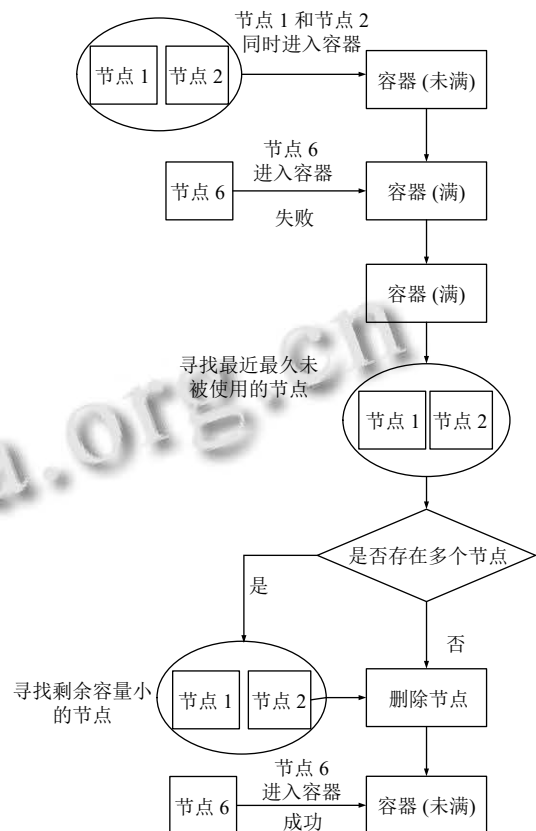 节点 1 和节点 2
同时进入容器
节点 1
节点 2
容器 (未满)
节点 6
进入容器
节点 6
失败
容器 (满)
容器 (满)
寻找最近最久未
被使用的节点
节点 1
节点 2
是否存在多个节点
是
否
寻找剩余容量小
的节点
节点 1
节点 2
删除节点
节点 6
进入容器
节点 6
成功
容器 (未满)
a.org.cn